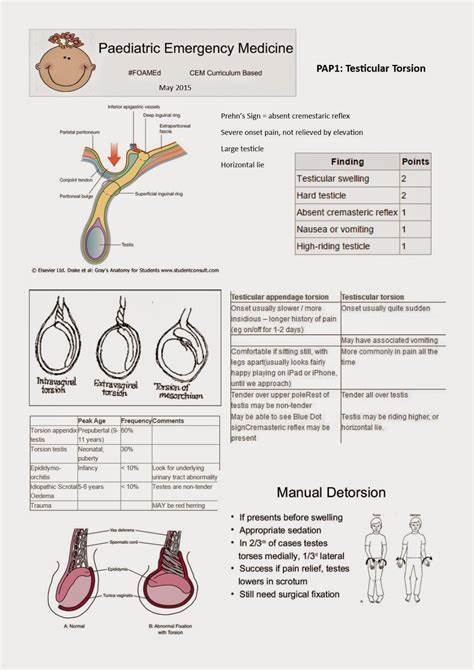 Paediatric Emergency Medicine
#FOAMEd CEM Curriculum Based
May 2015
PAP1: Testicular Torsion
Inferior epigastric vessels
Deep inguinal ring
Extraperitoneal
fascia
Parietal peritoneum
Conjoint tendon
Peritoneal bulge
Superficial inguinal ring
Testis
© Elsevier Ltd. Drake et al: Gray's Anatomy for Students www.studentconsult.com
Prehn's Sign = absent cremestaric reflex
Severe onset pain, not relieved by elevation
Large testicle
Horizontal lie
Finding Points
Testicular swelling 2
Hard testicle 2
Absent cremasteric reflex 1
Nausea or vomiting 1
High-riding testicle 1
Intravaginal
torsion
Extravaginal
torsion
Torsion of
mesorchium
Testicular appendage torsion Testiscular torsion
Onset usually slower / more Onset usually quite sudden
insidious – longer history of pain
(eg on/off for 1-2 days)
May have associated vomiting
Comfortable if sitting still, with More commonly in pain all the
legs apart(usually looks fairly time
happy playing on iPad or iPhone,
until we approach)
Tender over upper poleRest of Tender all over testis
testis may be non-tender
May be able to see Blue Dot Testis may be riding higher, or
signCremasteric reflex may be horizontal lie.
present
Peak Age Frequency Comments
Torsion appendix Prepubertal (9- 60%
testis 11 years)
Torsion testis Neonatal, 30%
puberty
Epididymo- Infancy < 10% Look for underlying
orchitis urinary tract abnormality
Idiopathic Scrotal 5-6 years < 10% Testes are non-tender
Oedema
Trauma MAY be red herring
Vas deferens
Spermatic cord
Epididymis
Tunica vaginalis
A: Normal
B: Abnormal Fixation
with Torsion
Manual Detorsion
• If presents before swelling
• Appropriate sedation
• In 2/3rd of cases testes
torses medially, 1/3rd lateral
• Success if pain relief, testes
lowers in scrotum
• Still need surgical fixation